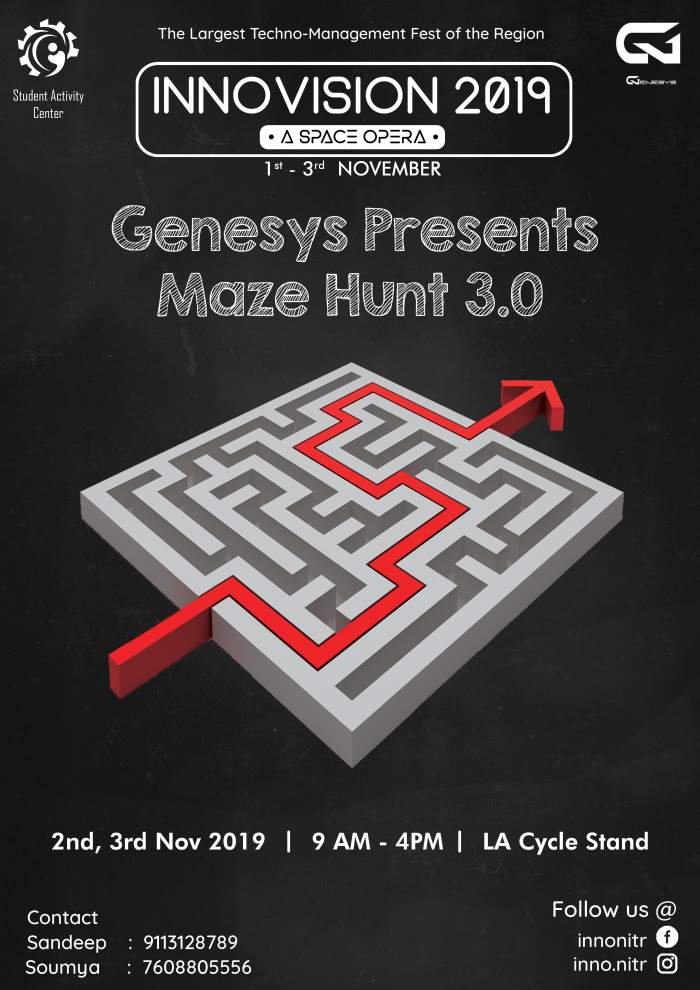 The Largest Techno-Management Fest of the Region
Student Activity
Center
GENESYS
INNOVISION 2019
• A SPACE OPERA •
1st - 3rd NOVEMBER
Genesys Presents
Maze Hunt 3.0
2nd, 3rd Nov 2019 | 9 AM - 4PM | LA Cycle Stand
Contact
Sandeep : 9113128789
Soumya : 7608805556
Follow us @
innonitr
inno.nitr